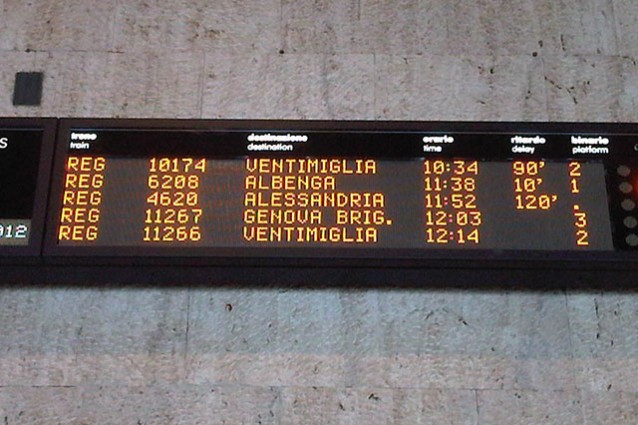 S
treno destinazione orario ritardo binario
train destination time delay platform
REG 10174 VENTIMIGLIA 10:34 90' 2
REG 6208 ALBENGA 11:38 10' 1
REG 4620 ALESSANDRIA 11:52 120' .
REG 11267 GENOVA BRIG. 12:03 3
REG 11266 VENTIMIGLIA 12:14 2
012